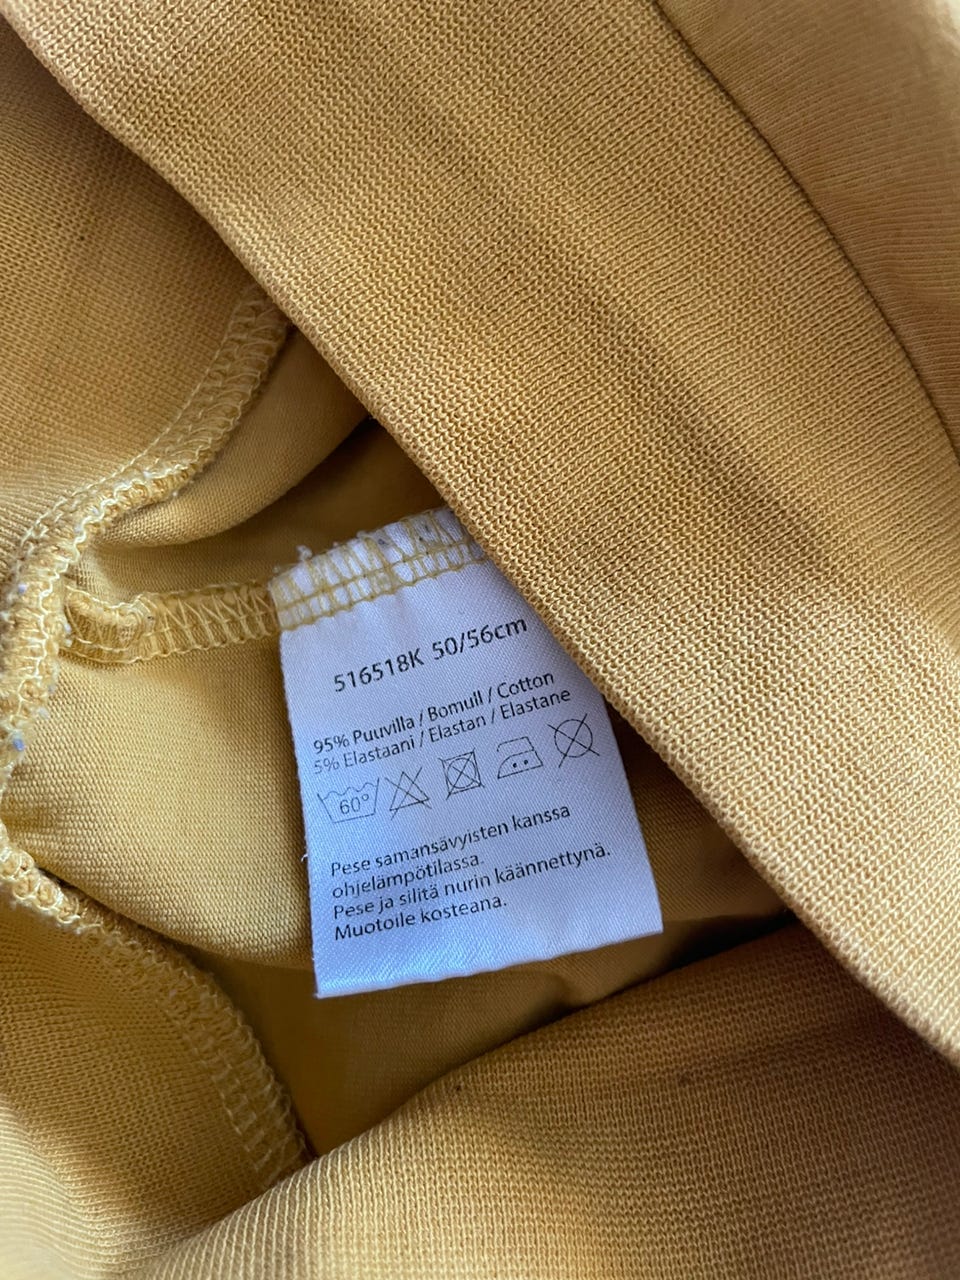 516518K 50/56cm
95% Puuvilla / Bomull / Cotton
5% Elastaani / Elastan / Elastane
60°
Pese samansävyisten kanssa
ohjelämpötilassa.
Pese ja silitä nurin käännettynä.
Muotoile kosteana.